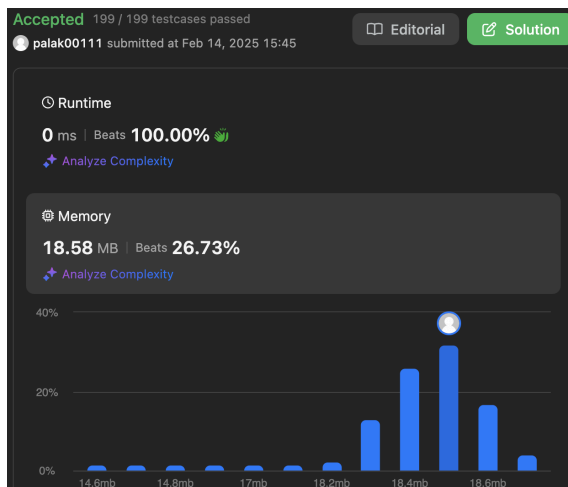 Accepted 199 / 199 testcases passed
Editorial
Solution
palak00111 submitted at Feb 14, 2025 15:45
Runtime
0 ms | Beats 100.00%
Analyze Complexity
Memory
18.58 MB | Beats 26.73%
Analyze Complexity
40%
20%
0%
14.6mb 14.8mb 17mb 18.2mb 18.4mb 18.6mb